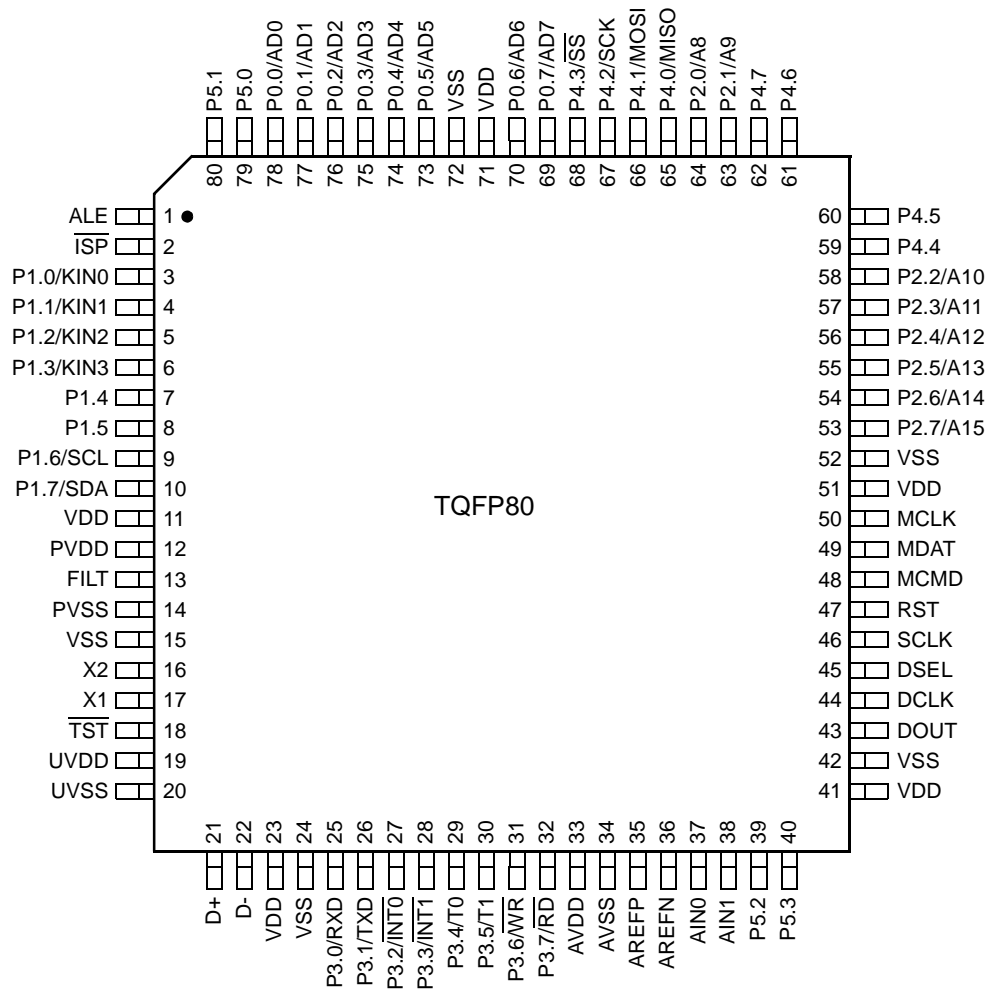 P5.1
P5.0
P0.0/AD0
P0.1/AD1
P0.2/AD2
P0.3/AD3
P0.4/AD4
P0.5/AD5
VSS
VDD
P0.6/AD6
P0.7/AD7
P4.3/SS
P4.2/SCK
P4.1/MOSI
P4.0/MISO
P2.0/A8
P2.1/A9
P4.7
P4.6
80
79
78
77
76
75
74
73
72
71
70
69
68
67
66
65
64
63
62
61
ALE 1
ISP 2
P1.0/KIN0 3
P1.1/KIN1 4
P1.2/KIN2 5
P1.3/KIN3 6
P1.4 7
P1.5 8
P1.6/SCL 9
P1.7/SDA 10
VDD 11
PVDD 12
FILT 13
PVSS 14
VSS 15
X2 16
X1 17
TST 18
UVDD 19
UVSS 20
TQFP80
60 P4.5
59 P4.4
58 P2.2/A10
57 P2.3/A11
56 P2.4/A12
55 P2.5/A13
54 P2.6/A14
53 P2.7/A15
52 VSS
51 VDD
50 MCLK
49 MDAT
48 MCMD
47 RST
46 SCLK
45 DSEL
44 DCLK
43 DOUT
42 VSS
41 VDD
21
22
23
24
25
26
27
28
29
30
31
32
33
34
35
36
37
38
39
40
D+
D-
VDD
VSS
P3.0/RXD
P3.1/TXD
P3.2/INT0
P3.3/INT1
P3.4/T0
P3.5/T1
P3.6/WR
P3.7/RD
AVDD
AVSS
AREFP
AREFN
AIN0
AIN1
P5.2
P5.3